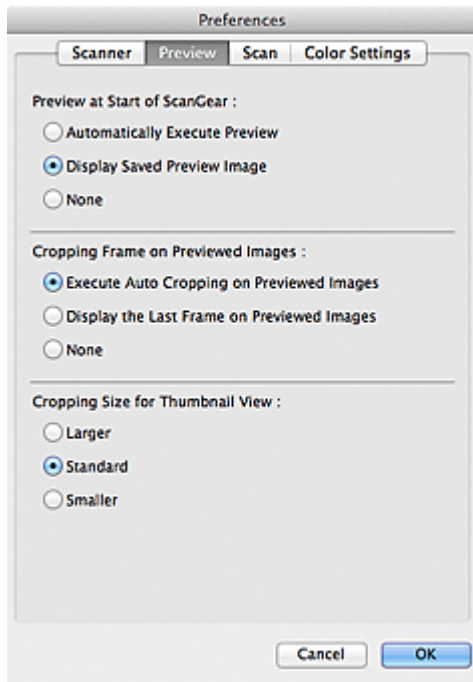 Preferences
Scanner Preview Scan Color Settings
Preview at Start of ScanGear :
Automatically Execute Preview
Display Saved Preview Image
None
Cropping Frame on Previewed Images :
Execute Auto Cropping on Previewed Images
Display the Last Frame on Previewed Images
None
Cropping Size for Thumbnail View :
Larger
Standard
Smaller
Cancel OK